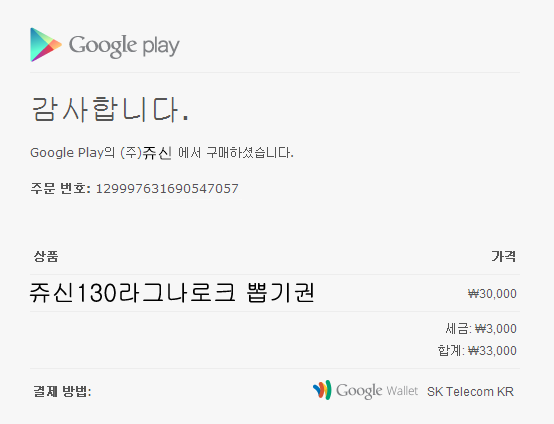 Google play
감사합니다.
Google Play의 (주)쥬신 에서 구매하셨습니다.
주문 번호: 129997631690547057
상품 가격
쥬신130라그나로크 뽑기권 ₩30,000
세금: ₩3,000
합계: ₩33,000
결제 방법: Google Wallet SK Telecom KR